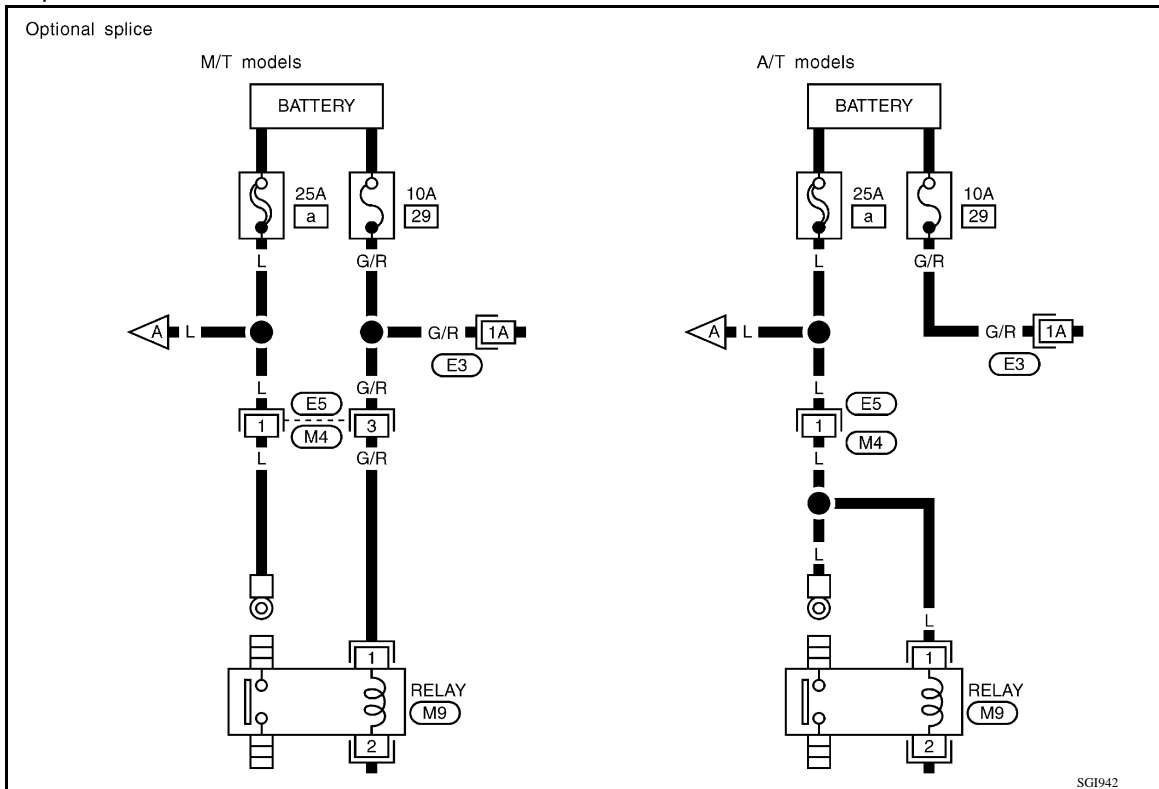 Optional splice
M/T models
BATTERY
25A
a
10A
29
L
G/R
A
L
G/R
1A
E3
L
G/R
E5
1
3
M4
L
G/R
1
RELAY
M9
2
A/T models
BATTERY
25A
a
10A
29
L
G/R
A
L
G/R
1A
E3
L
E5
1
M4
L
L
L
1
RELAY
M9
2
SGI942